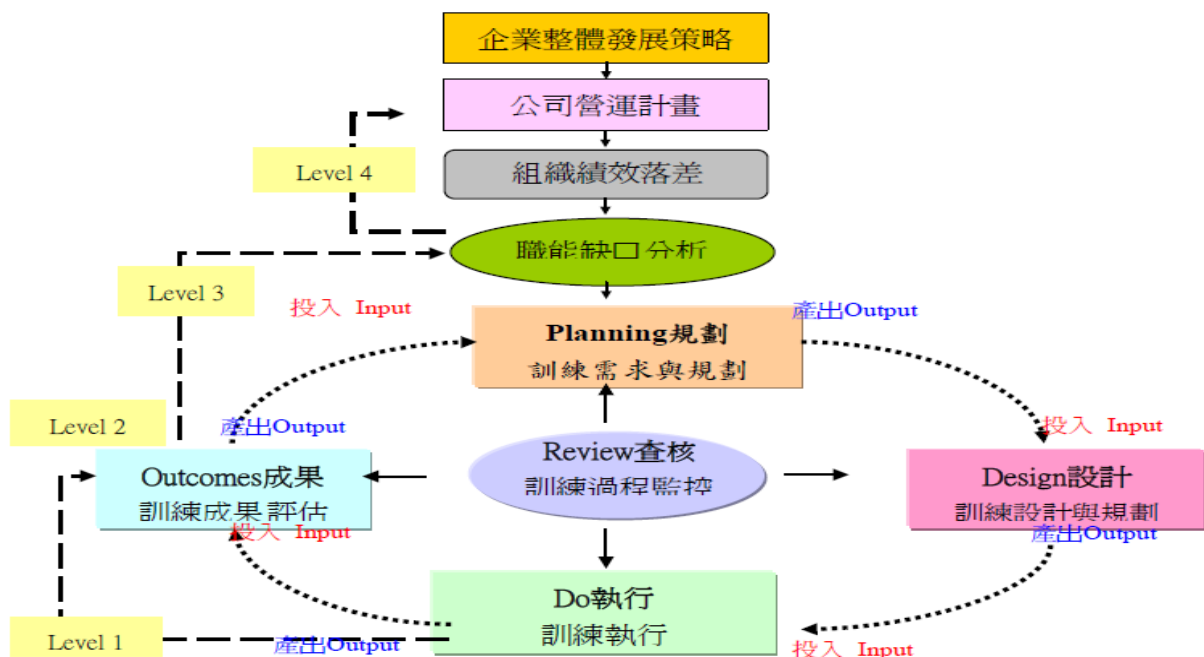 企業整體發展策略
公司營運計畫
Level 4
組織績效落差
職能缺口分析
Level 3
投入 Input
產出Output
Planning規劃
訓練需求與規劃
Level 2
產出Output
投入 Input
Review查核
訓練過程監控
Outcomes成果
訓練成果評估
Design設計
訓練設計與規劃
投入 Input
產出Output
Do執行
訓練執行
Level 1
產出Output
投入 Input